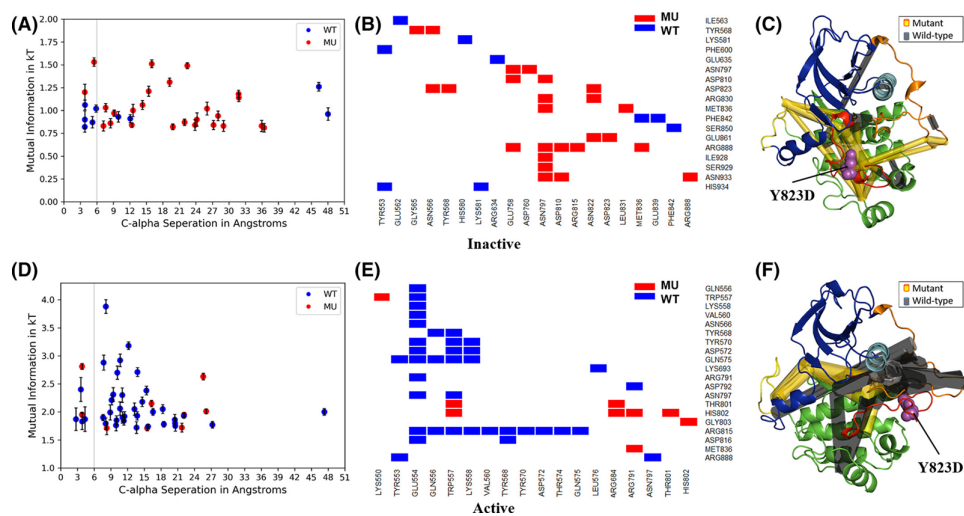 (A)
2.00
1.75
1.50
1.25
1.00
0.75
0.50
0.25
0.00
Mutual Information in kT
0 3 6 9 12 15 18 21 24 27 30 33 36 39 42 45 48 51
C-alpha Seperation in Angstroms
WT
MU
(B)
MU
WT
ILE563
TYR568
LYS581
PHE600
GLU635
ASN797
ASP810
ASP823
ARG830
MET836
PHE842
SER850
GLU861
ARG888
ILE928
SER929
ASN933
HIS934
TYR553
GLU562
GLY565
ASN566
TYR568
HIS580
LYS581
ARG634
GLU758
ASP760
ASN797
ASP810
ARG815
ASN822
ASP823
LEU831
MET836
GLU839
PHE842
ARG888
Inactive
(C)
Mutant
Wild-type
Y823D
(D)
4.0
3.5
3.0
2.5
2.0
1.5
1.0
Mutual Information in kT
0 3 6 9 12 15 18 21 24 27 30 33 36 39 42 45 48 51
C-alpha Seperation in Angstroms
WT
MU
(E)
MU
WT
GLN556
TRP557
LYS558
VAL560
ASN566
TYR568
TYR570
ASP572
GLN575
LYS693
ARG791
ASP792
ASN797
THR801
HIS802
GLY803
ARG815
ASP816
MET836
ARG888
LYS550
TYR553
GLU554
GLN556
TRP557
LYS558
VAL560
TYR568
TYR570
ASP572
THR574
GLN575
LEU576
ARG684
ARG791
ASN797
THR801
HIS802
Active
(F)
Mutant
Wild-type
Y823D